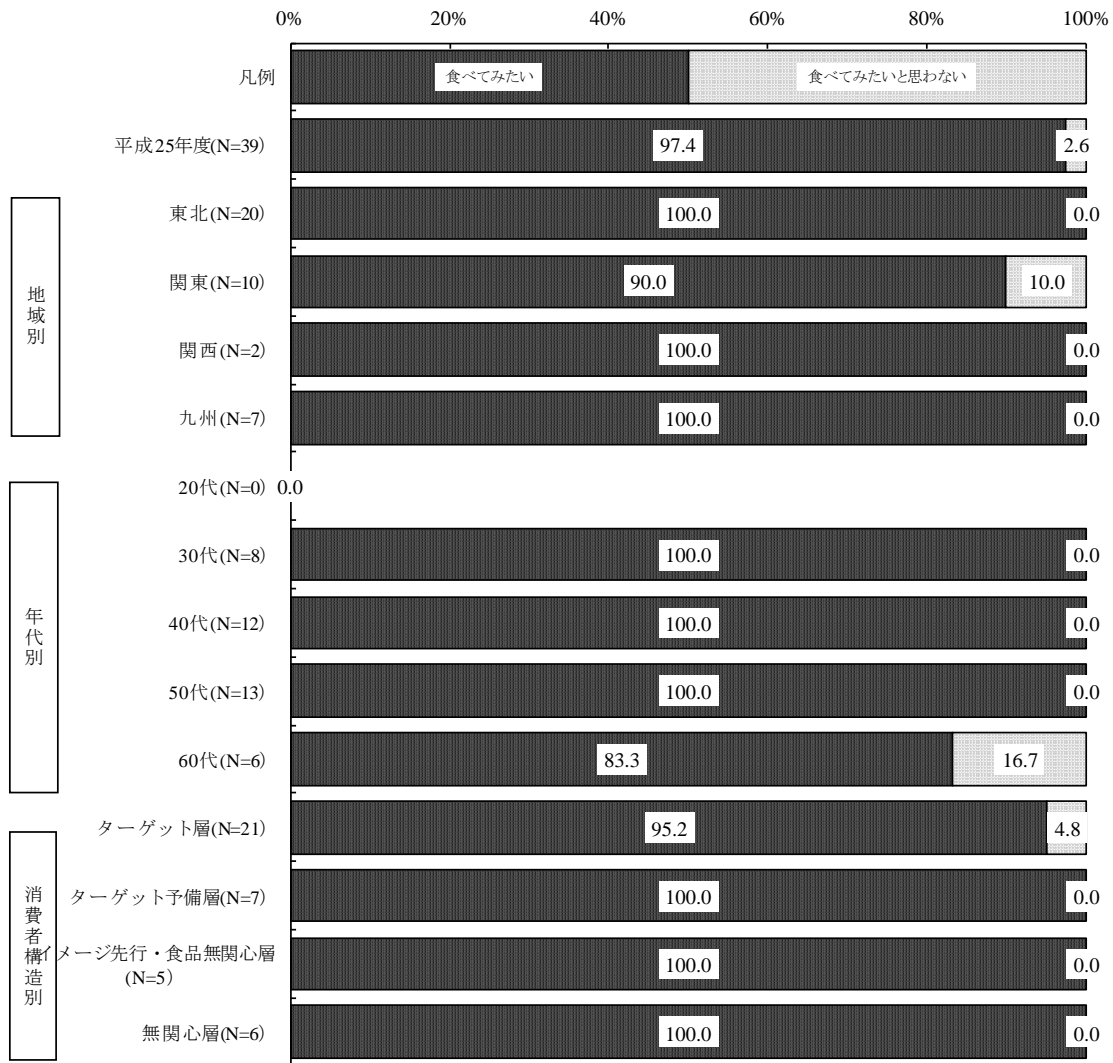 0% 20% 40% 60% 80% 100%
凡例 食べてみたい 食べてみたいと思わない
平成25年度(N=39) 97.4 2.6
地域別
東北(N=20) 100.0 0.0
関東(N=10) 90.0 10.0
関西(N=2) 100.0 0.0
九州(N=7) 100.0 0.0
年代別
20代(N=0) 0.0
30代(N=8) 100.0 0.0
40代(N=12) 100.0 0.0
50代(N=13) 100.0 0.0
60代(N=6) 83.3 16.7
消費者構造別
ターゲット層(N=21) 95.2 4.8
ターゲット予備層(N=7) 100.0 0.0
イメージ先行・食品無関心層
(N=5) 100.0 0.0
無関心層(N=6) 100.0 0.0